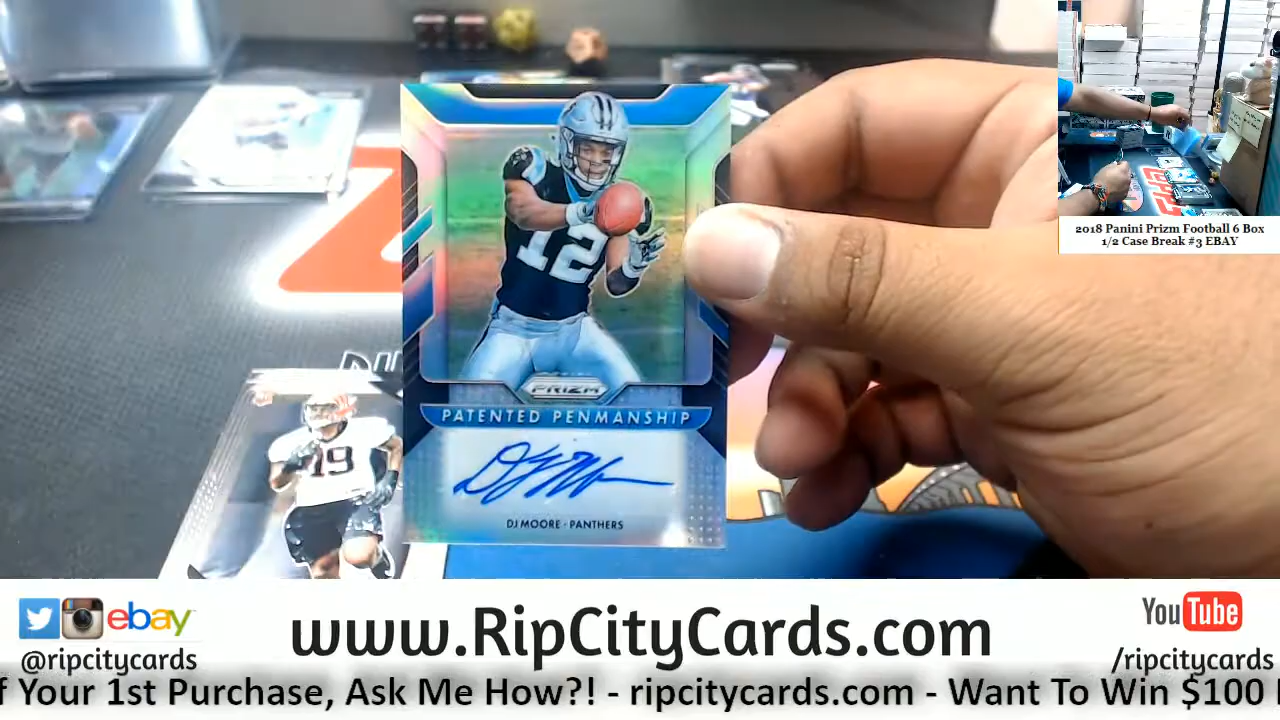 12
PRIZM
PATENTED PENMANSHIP
DJ MOORE - PANTHERS
19
2018 Panini Prizm Football 6 Box
1/2 Case Break #3 EBAY
ebay
@ripcitycards
www.RipCityCards.com
YouTube
/ripcitycards
f Your 1st Purchase, Ask Me How?! - ripcitycards.com - Want To Win $100